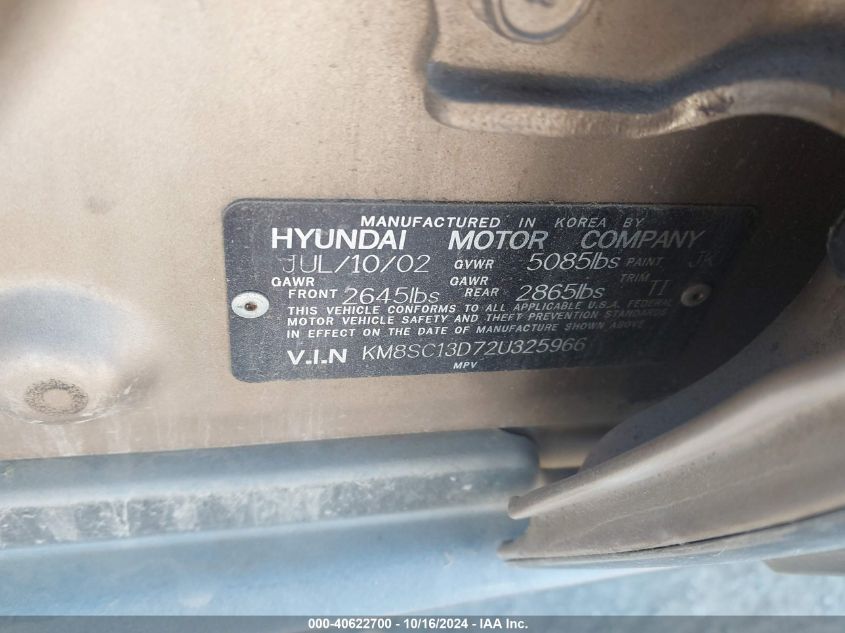 MANUFACTURED IN KOREA BY
HYUNDAI MOTOR COMPANY
JUL/10/02 GVWR 5085lbs PAINT JK
GAWR FRONT 2645lbs GAWR REAR 2865lbs TRIM TI
THIS VEHICLE CONFORMS TO ALL APPLICABLE U.S.A. FEDERAL
MOTOR VEHICLE SAFETY AND THEFT PREVENTION STANDARDS
IN EFFECT ON THE DATE OF MANUFACTURE SHOWN ABOVE
V.I.N KM8SC13D72U325966
MPV
000-40622700 - 10/16/2024 - IAA Inc.